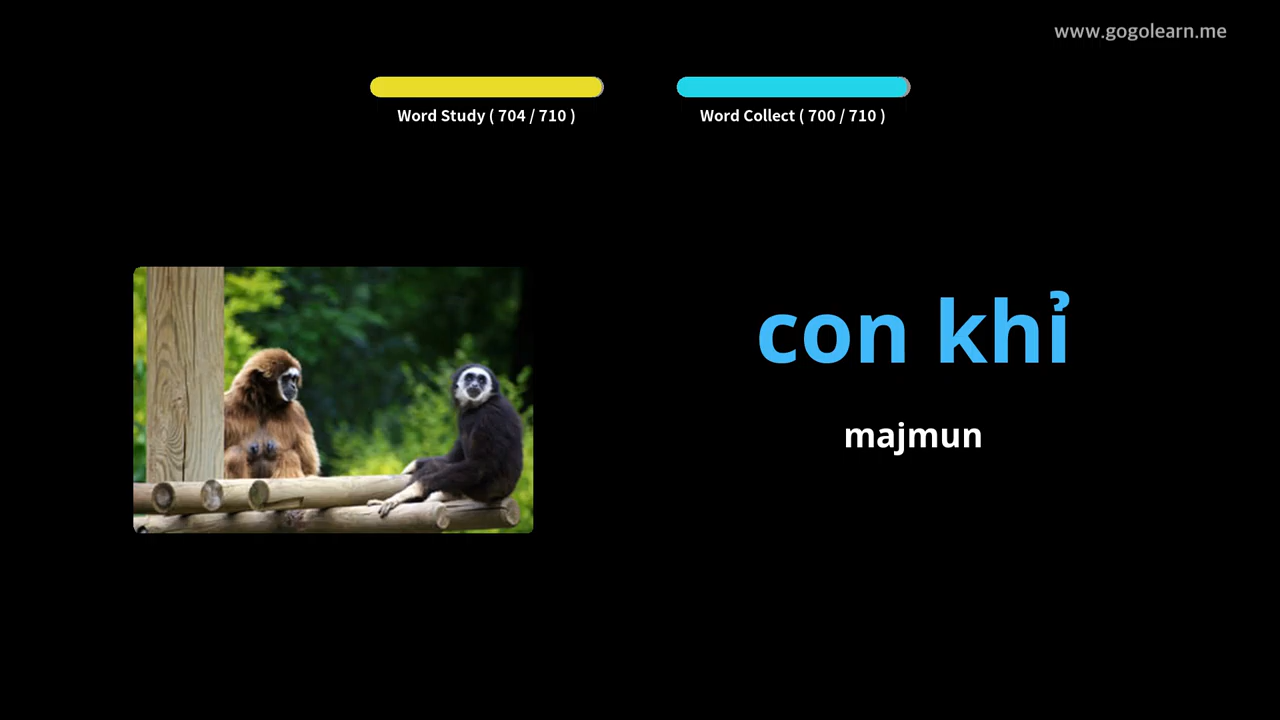 www.gogolearn.me
Word Study ( 704 / 710 )
Word Collect ( 700 / 710 )
con khỉ
majmun